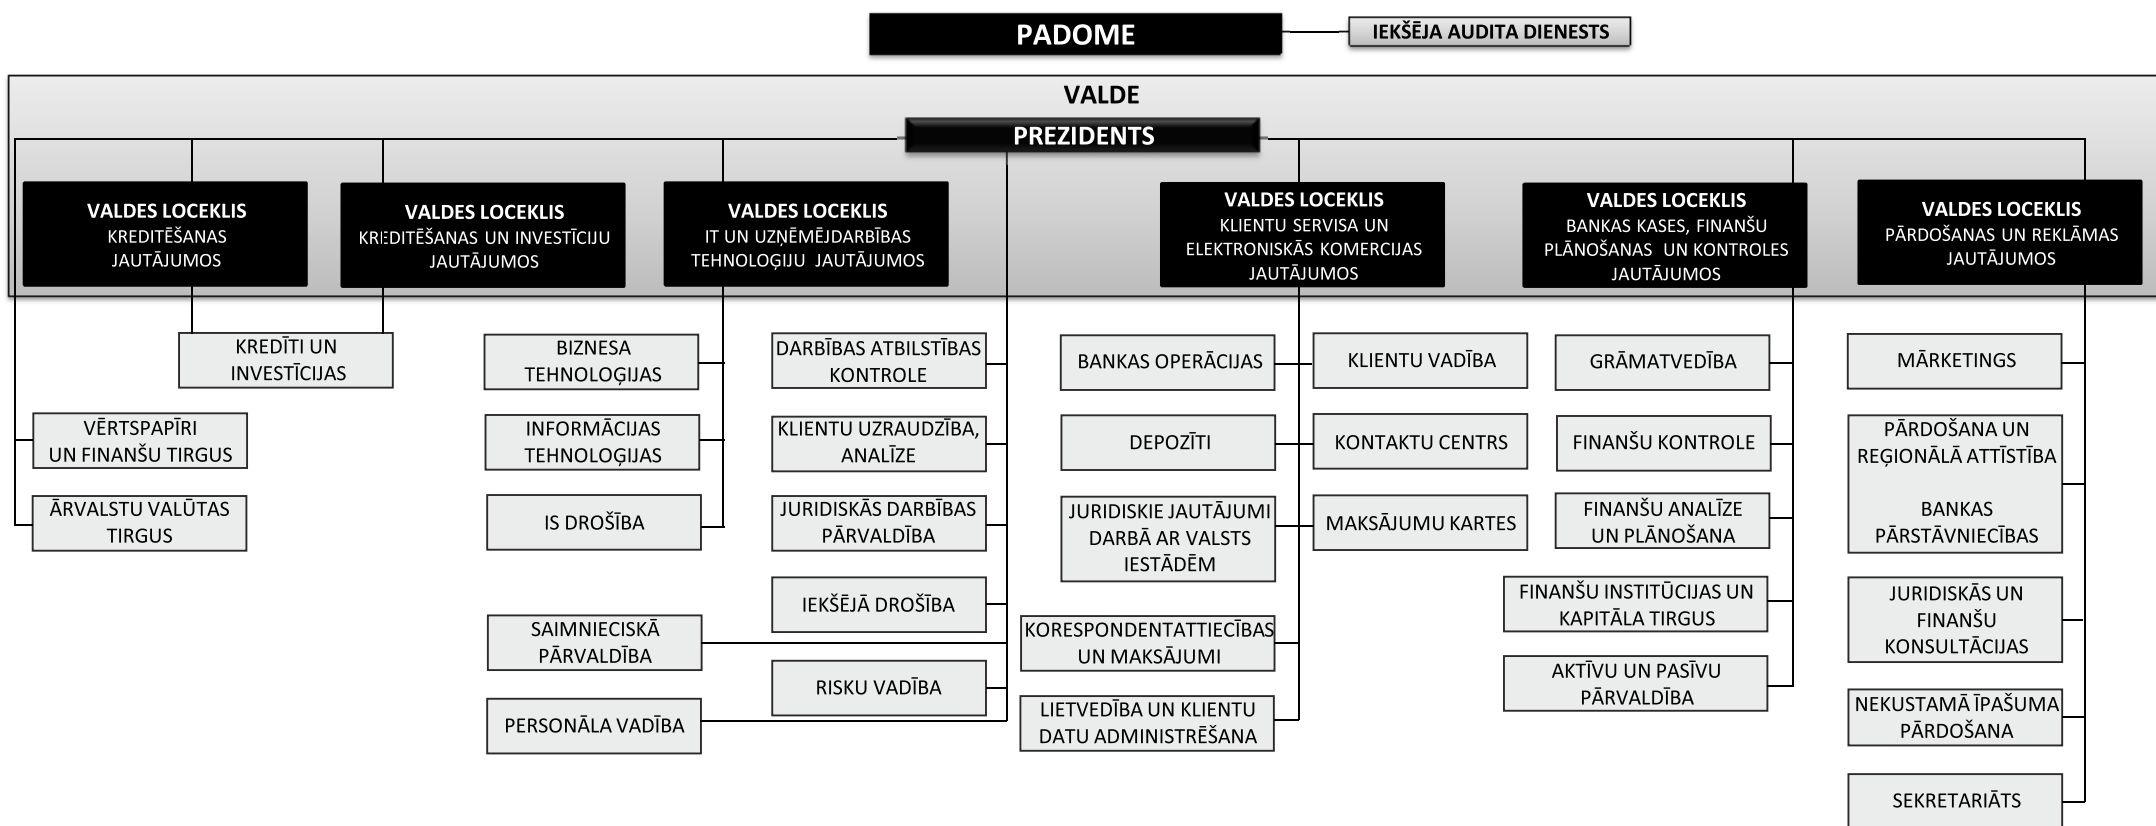 PADOME
IEKŠĒJA AUDITA DIENESTS
VALDE
PREZIDENTS
VALDES LOCEKLIS
KREDITĒŠANAS
JAUTĀJUMOS
VALDES LOCEKLIS
KREDITĒŠANAS UN INVESTĪCIJU
JAUTĀJUMOS
VALDES LOCEKLIS
IT UN UZŅĒMĒJDARBĪBAS
TEHNOLOĢIJU JAUTĀJUMOS
VALDES LOCEKLIS
KLIENTU SERVISA UN
ELEKTRONISKĀS KOMERCIJAS
JAUTĀJUMOS
VALDES LOCEKLIS
BANKAS KASES, FINANŠU
PLĀNOŠANAS UN KONTROLES
JAUTĀJUMOS
VALDES LOCEKLIS
PĀRDOŠANAS UN REKLĀMAS
JAUTĀJUMOS
KREDĪTI UN
INVESTĪCIJAS
VĒRTSPAPĪRI
UN FINANŠU TIRGUS
ĀRVALSTU VALŪTAS
TIRGUS
BIZNESA
TEHNOLOĢIJAS
INFORMĀCIJAS
TEHNOLOĢIJAS
IS DROŠĪBA
SAIMNIECISKĀ
PĀRVALDĪBA
PERSONĀLA VADĪBA
DARBĪBAS ATBILSTĪBAS
KONTROLE
KLIENTU UZRAUDZĪBA,
ANALĪZE
JURIDISKĀS DARBĪBAS
PĀRVALDĪBA
IEKŠĒJĀ DROŠĪBA
RISKU VADĪBA
BANKAS OPERĀCIJAS
DEPOZĪTI
JURIDISKIE JAUTĀJUMI
DARBĀ AR VALSTS
IESTĀDĒM
KORESPONDENTATTIECĪBAS
UN MAKSĀJUMI
LIETVEDĪBA UN KLIENTU
DATU ADMINISTRĒŠANA
KLIENTU VADĪBA
KONTAKTU CENTRS
MAKSĀJUMU KARTES
GRĀMATVEDĪBA
FINANŠU KONTROLE
FINANŠU ANALĪZE
UN PLĀNOŠANA
FINANŠU INSTITŪCIJAS UN
KAPITĀLA TIRGUS
AKTĪVU UN PASĪVU
PĀRVALDĪBA
MĀRKETINGS
PĀRDOŠANA UN
REĢIONĀLĀ ATTĪSTĪBA
BANKAS
PĀRSTĀVNIECĪBAS
JURIDISKĀS UN
FINANŠU
KONSULTĀCIJAS
NEKUSTAMĀ ĪPAŠUMA
PĀRDOŠANA
SEKRETARIĀTS